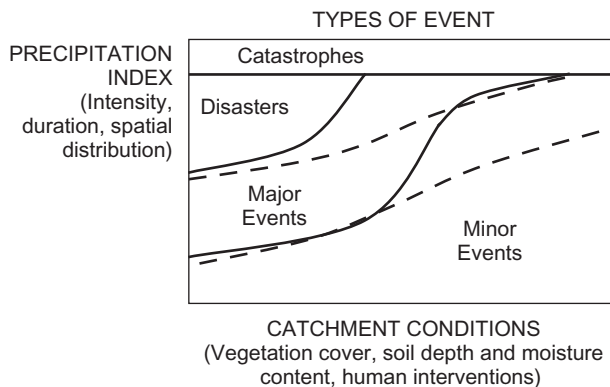 TYPES OF EVENT
PRECIPITATION
INDEX
(Intensity,
duration, spatial
distribution)
Catastrophes
Disasters
Major
Events
Minor
Events
CATCHMENT CONDITIONS
(Vegetation cover, soil depth and moisture
content, human interventions)